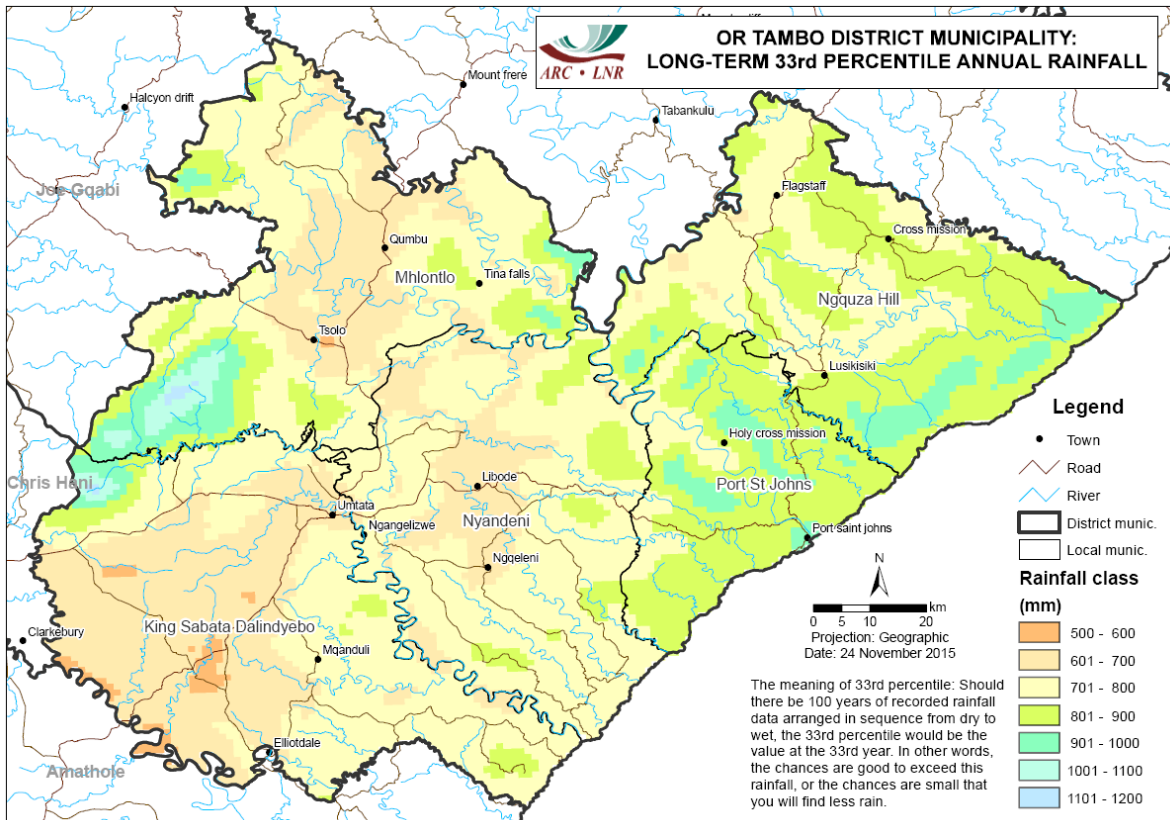 OR TAMBO DISTRICT MUNICIPALITY:
LONG-TERM 33rd PERCENTILE ANNUAL RAINFALL
ARC • LNR
Mount frere
Halcyon drift
Tabankulu
Joe Gqabi
Flagstaff
Cross mission
Qumbu
Mhlontlo
Tina falls
Ngquza Hill
Tsolo
Lusikisiki
Holy cross mission
Chris Hani
Libode
Port St Johns
Umtata
Nyandeni
Ngangelizwe
Port saint johns
Ngqeleni
King Sabata Dalindyebo
Clarkebury
Mqanduli
Elliotdale
Amathole
N
0 5 10 20 km
Projection: Geographic
Date: 24 November 2015
The meaning of 33rd percentile: Should
there be 100 years of recorded rainfall
data arranged in sequence from dry to
wet, the 33rd percentile would be the
value at the 33rd year. In other words,
the chances are good to exceed this
rainfall, or the chances are small that
you will find less rain.
Legend
Town
Road
River
District munic.
Local munic.
Rainfall class
(mm)
500 - 600
601 - 700
701 - 800
801 - 900
901 - 1000
1001 - 1100
1101 - 1200